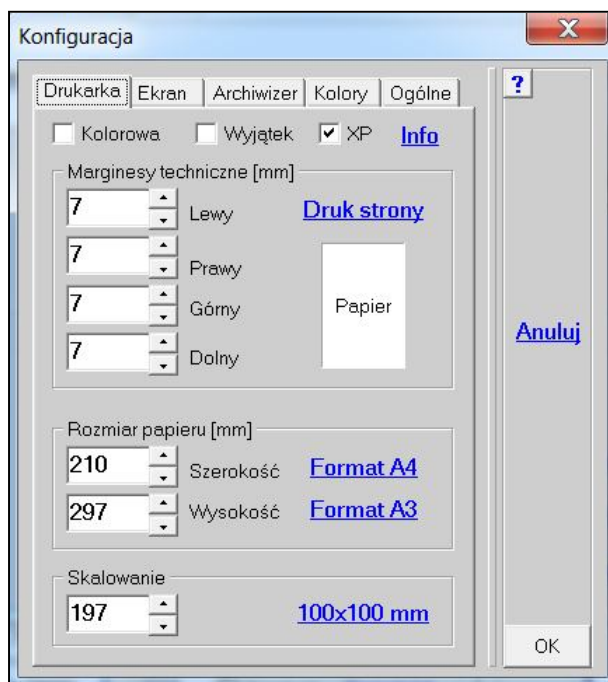 Konfiguracja
X
Drukarka Ekran Archiwizer Kolory Ogólne
?
Kolorowa Wyjątek XP Info
Marginesy techniczne [mm]
7 Lewy Druk strony
7 Prawy
7 Górny Papier
7 Dolny
Anuluj
Rozmiar papieru [mm]
210 Szerokość Format A4
297 Wysokość Format A3
Skalowanie
197 100x100 mm
OK